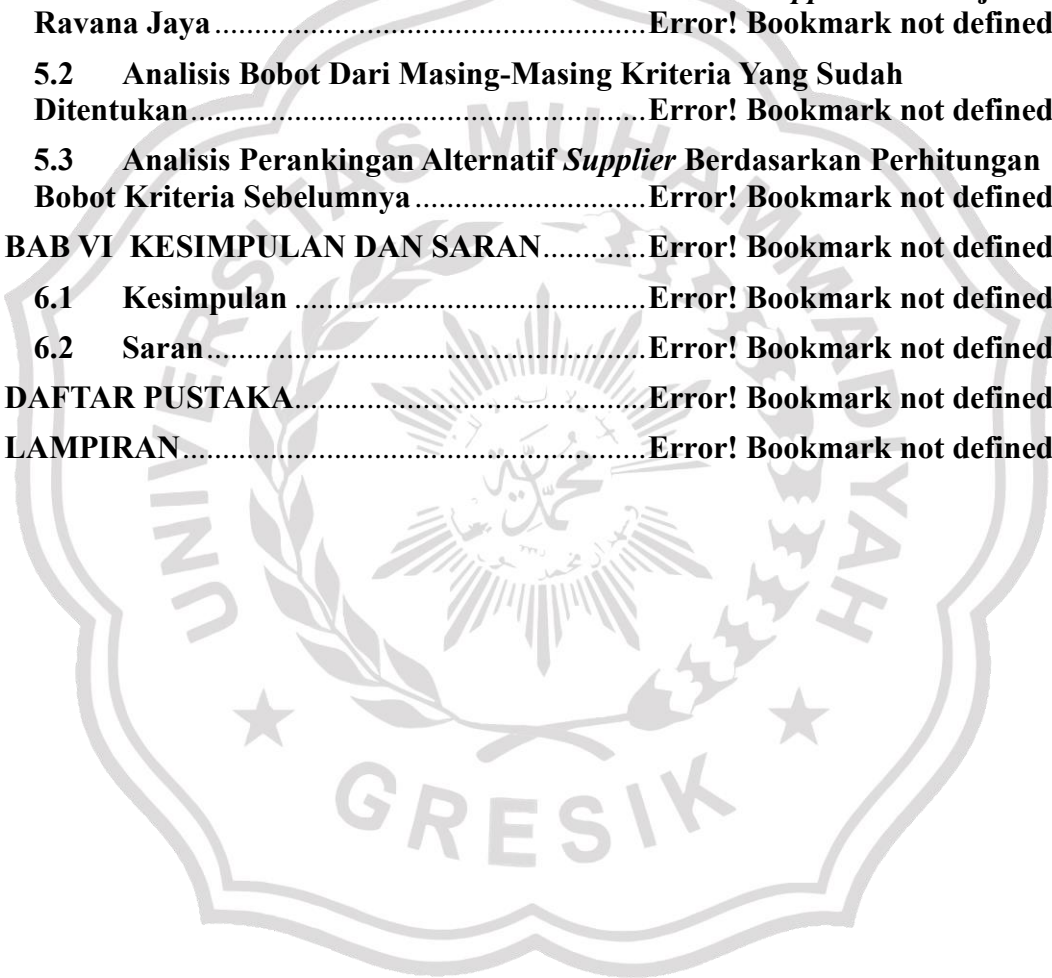 Ravana Jaya............Error! Bookmark not defined
5.2 Analisis Bobot Dari Masing-Masing Kriteria Yang Sudah
Ditentukan............Error! Bookmark not defined
5.3 Analisis Perankingan Alternatif Supplier Berdasarkan Perhitungan
Bobot Kriteria Sebelumnya............Error! Bookmark not defined
BAB VI KESIMPULAN DAN SARAN............Error! Bookmark not defined
6.1 Kesimpulan............Error! Bookmark not defined
6.2 Saran............Error! Bookmark not defined
DAFTAR PUSTAKA............Error! Bookmark not defined
LAMPIRAN............Error! Bookmark not defined
UNIVERSITAS MUHAMMADIYAH
GRESIK